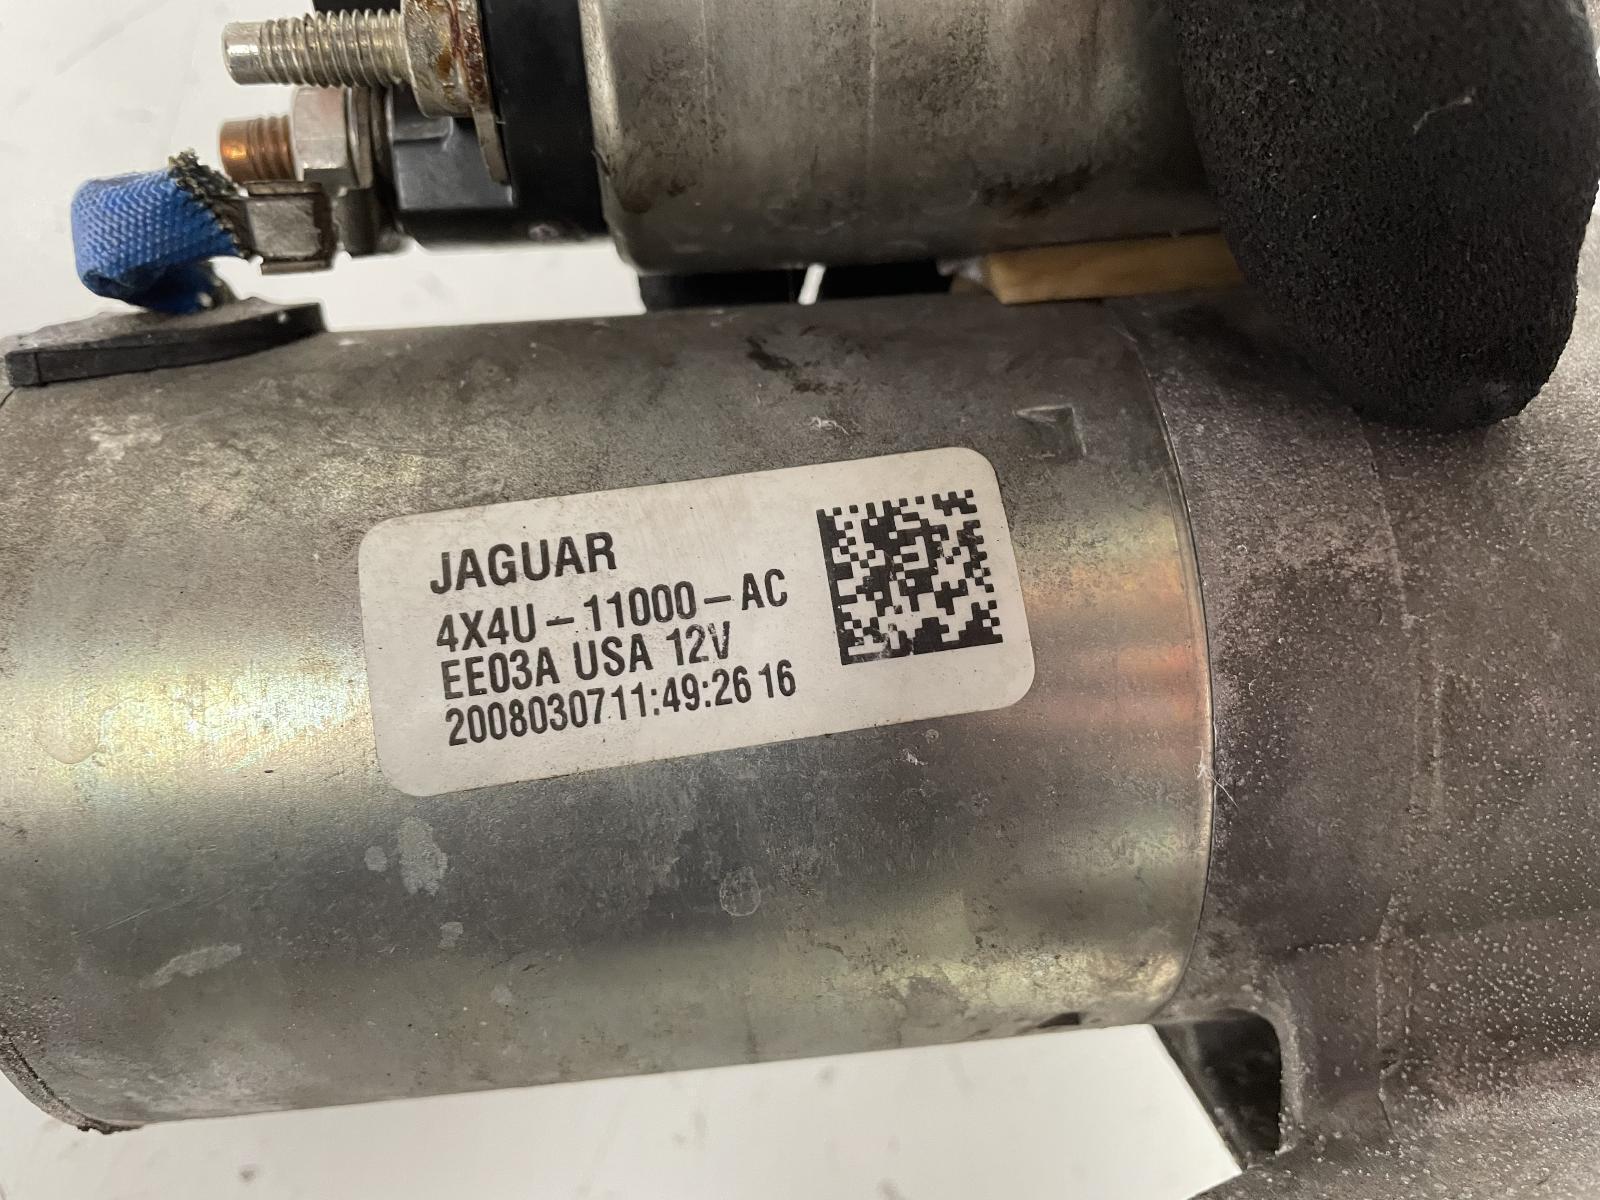 JAGUAR
4X4U-11000-AC
EE03A USA 12V
2008030711:49:26 16